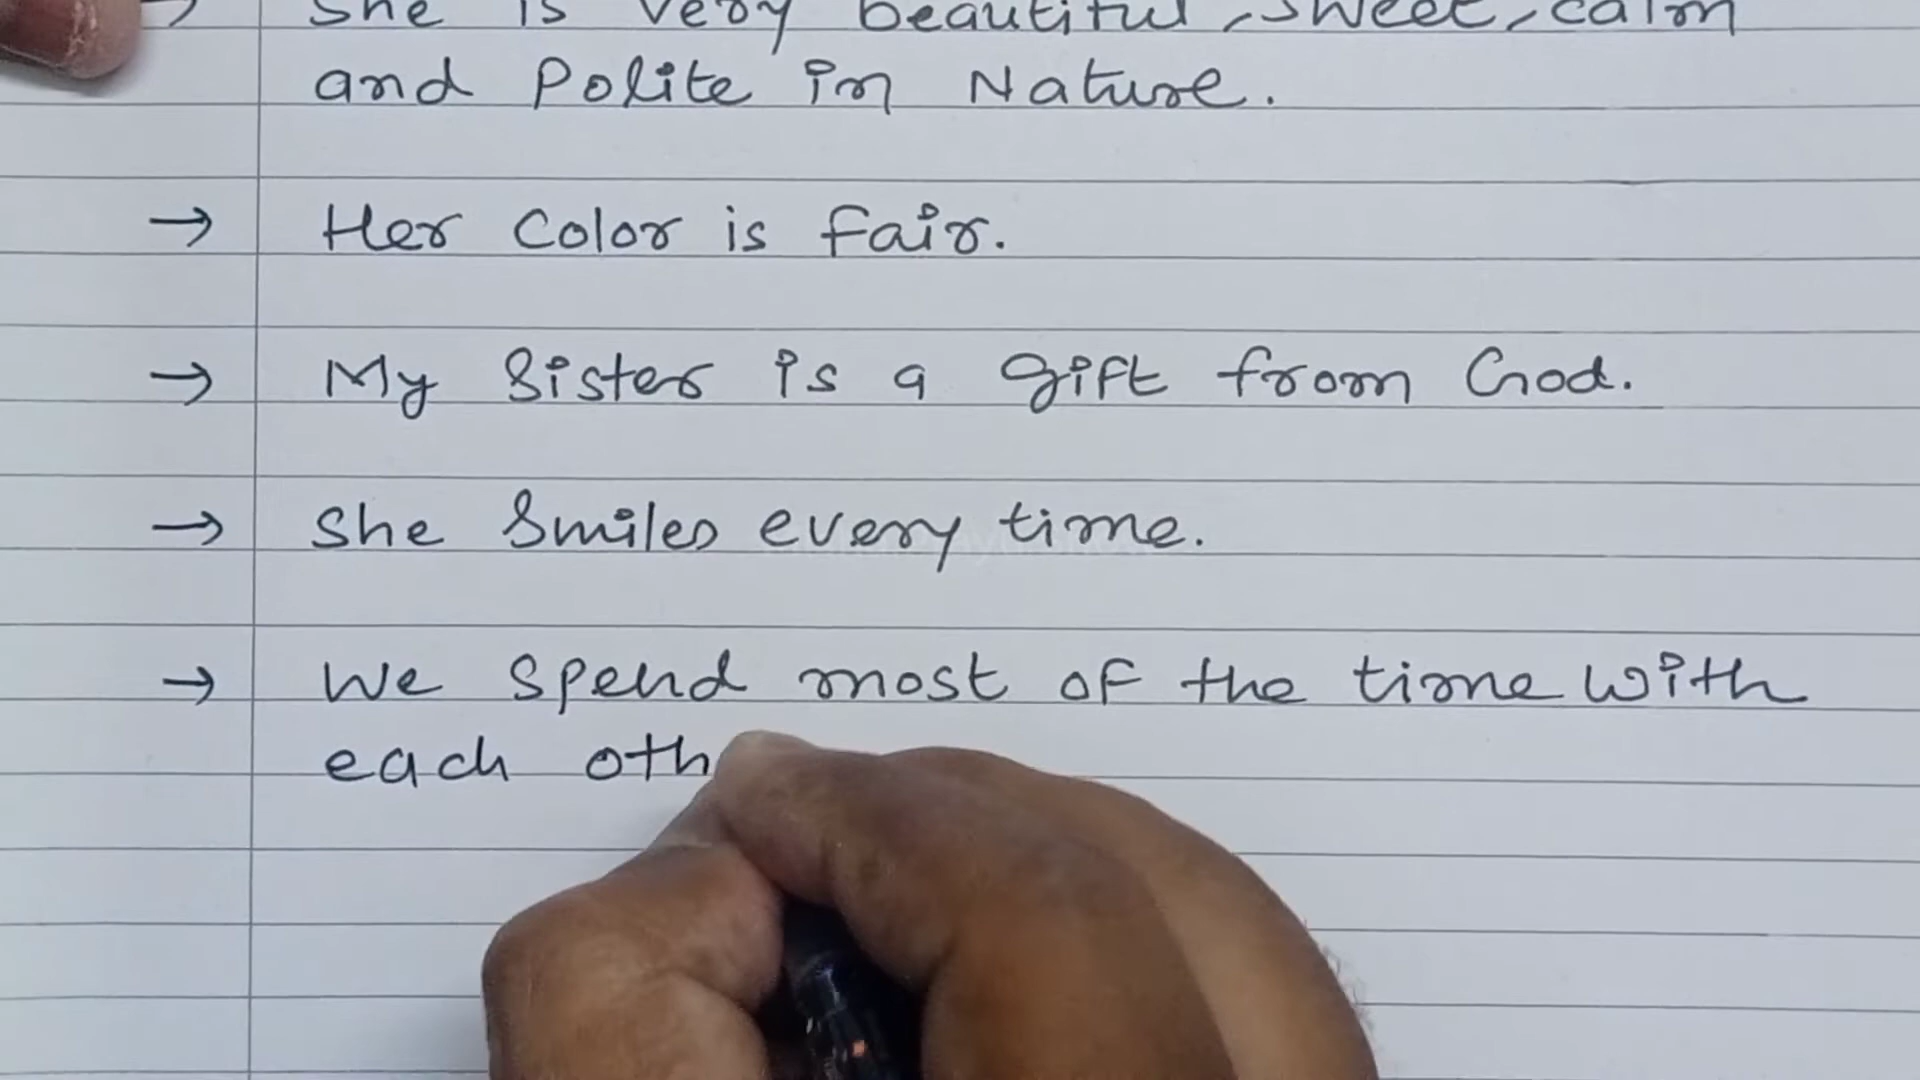 → She is very beautiful, sweet, calm
and Polite in Nature.
→ Her Color is fair.
→ My Sister is a gift from God.
→ She Smiles every time.
→ We spend most of the time with
each oth